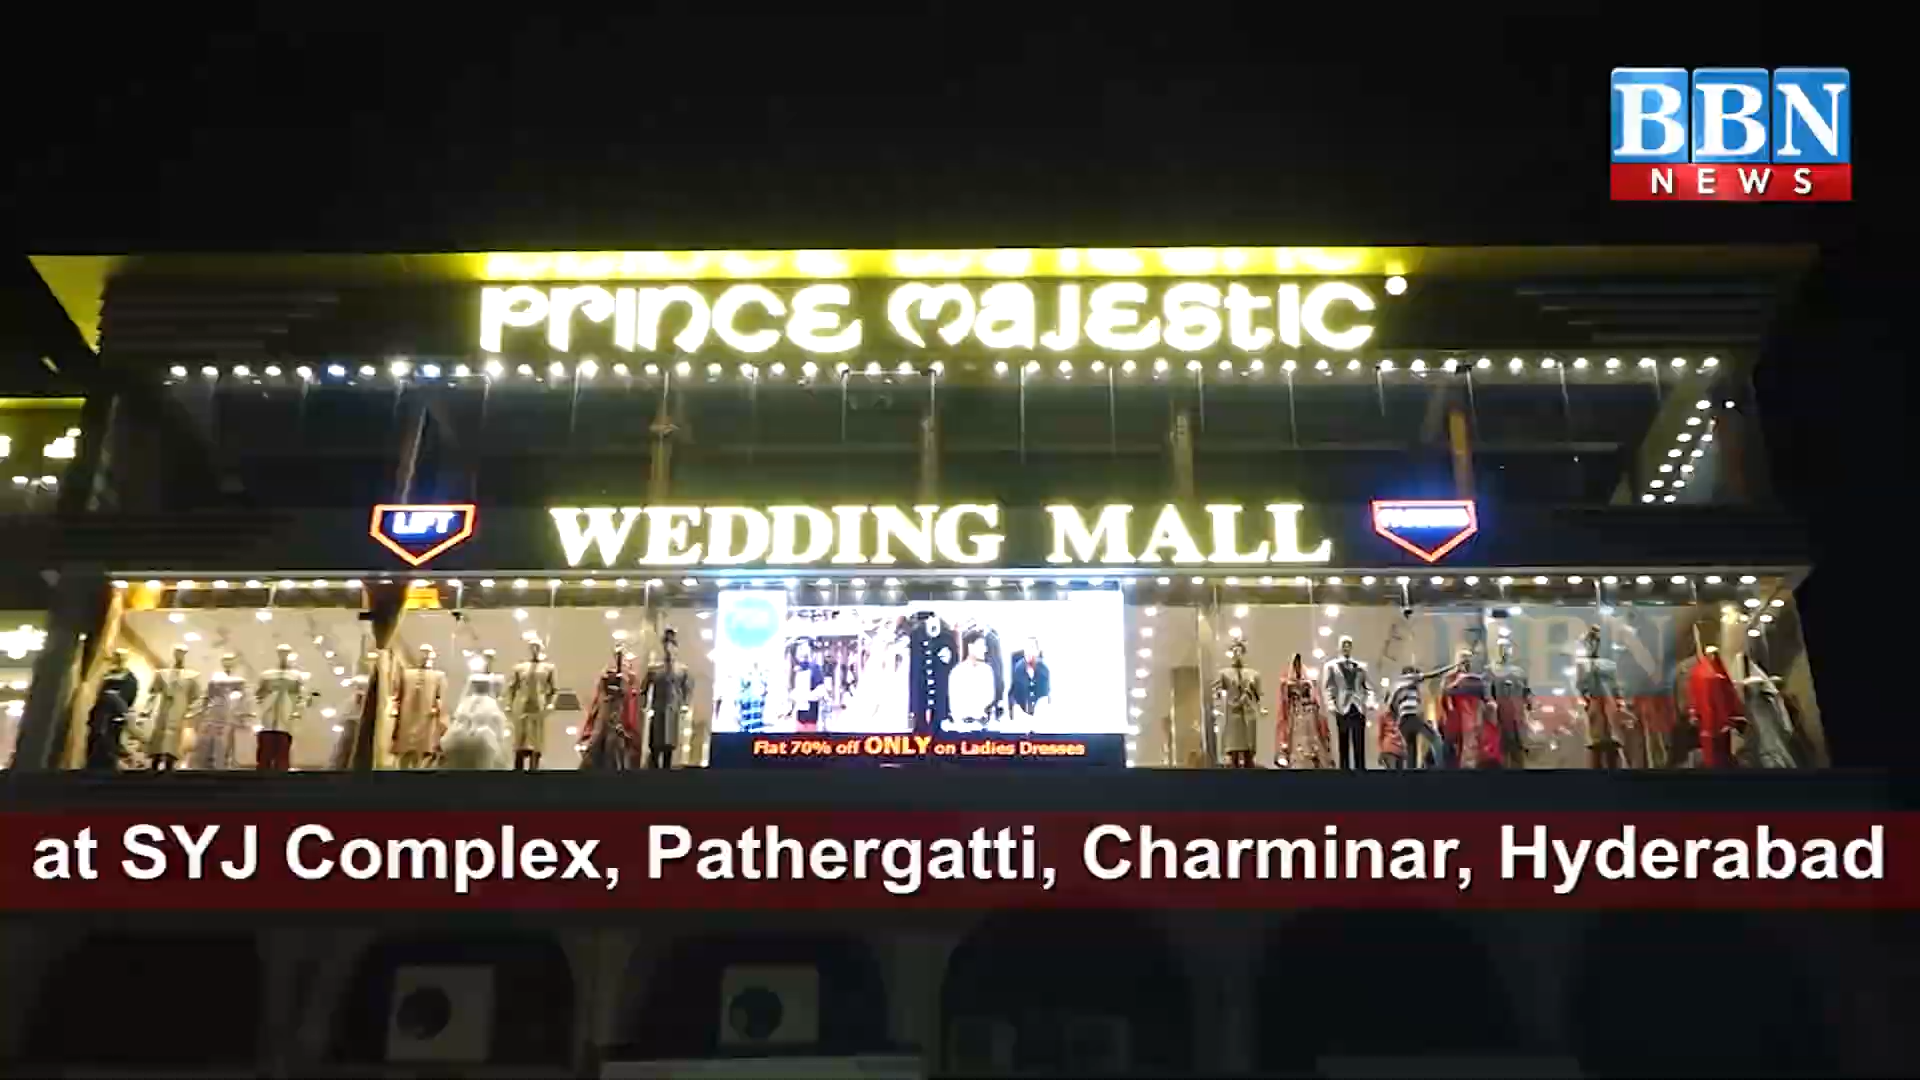 BBN
NEWS
PRINCE MAJESTIC
LIFT
WEDDING MALL
Flat 70% off ONLY on Ladies Dresses
BBN
at SYJ Complex, Pathergatti, Charminar, Hyderabad